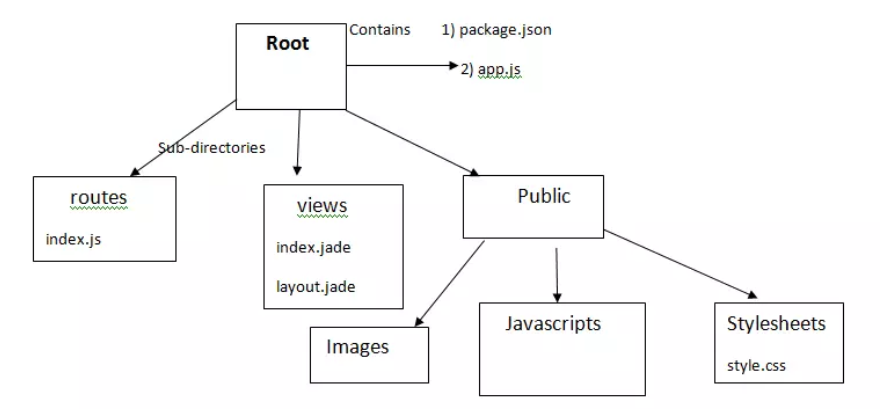 Root
Contains
1) package.json
2) app.js
Sub-directories
routes
index.js
views
index.jade
layout.jade
Public
Images
Javascripts
Stylesheets
style.css